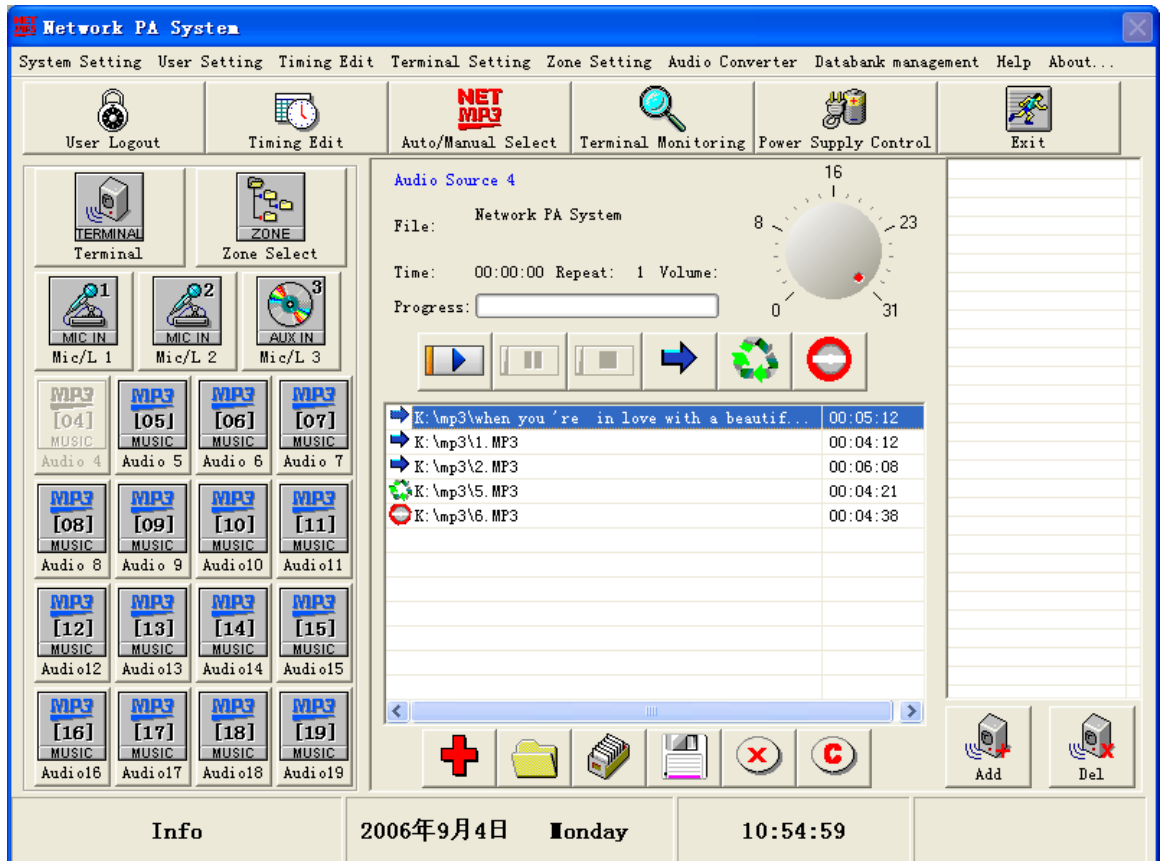 NET MP3 Network PA System
System Setting User Setting Timing Edit Terminal Setting Zone Setting Audio Converter Databank management Help About...
NET
MP3
User Logout Timing Edit Auto/Manual Select Terminal Monitoring Power Supply Control Exit
TERMINAL ZONE
Terminal Zone Select
1 2 3
MIC IN MIC IN AUX IN
Mic/L 1 Mic/L 2 Mic/L 3
MP3 MP3 MP3 MP3
[04] [05] [06] [07]
MUSIC MUSIC MUSIC MUSIC
Audio 4 Audio 5 Audio 6 Audio 7
MP3 MP3 MP3 MP3
[08] [09] [10] [11]
MUSIC MUSIC MUSIC MUSIC
Audio 8 Audio 9 Audio10 Audio11
MP3 MP3 MP3 MP3
[12] [13] [14] [15]
MUSIC MUSIC MUSIC MUSIC
Audio12 Audio13 Audio14 Audio15
MP3 MP3 MP3 MP3
[16] [17] [18] [19]
MUSIC MUSIC MUSIC MUSIC
Audio16 Audio17 Audio18 Audio19
Audio Source 4
File: Network PA System
Time: 00:00:00 Repeat: 1 Volume:
Progress:
16
8 23
0 31
K:\mp3\when you 're in love with a beautif... 00:05:12
K:\mp3\1.MP3 00:04:12
K:\mp3\2.MP3 00:06:08
K:\mp3\5.MP3 00:04:21
K:\mp3\6.MP3 00:04:38
x C
Add Del
Info 2006年9月4日 Monday 10:54:59